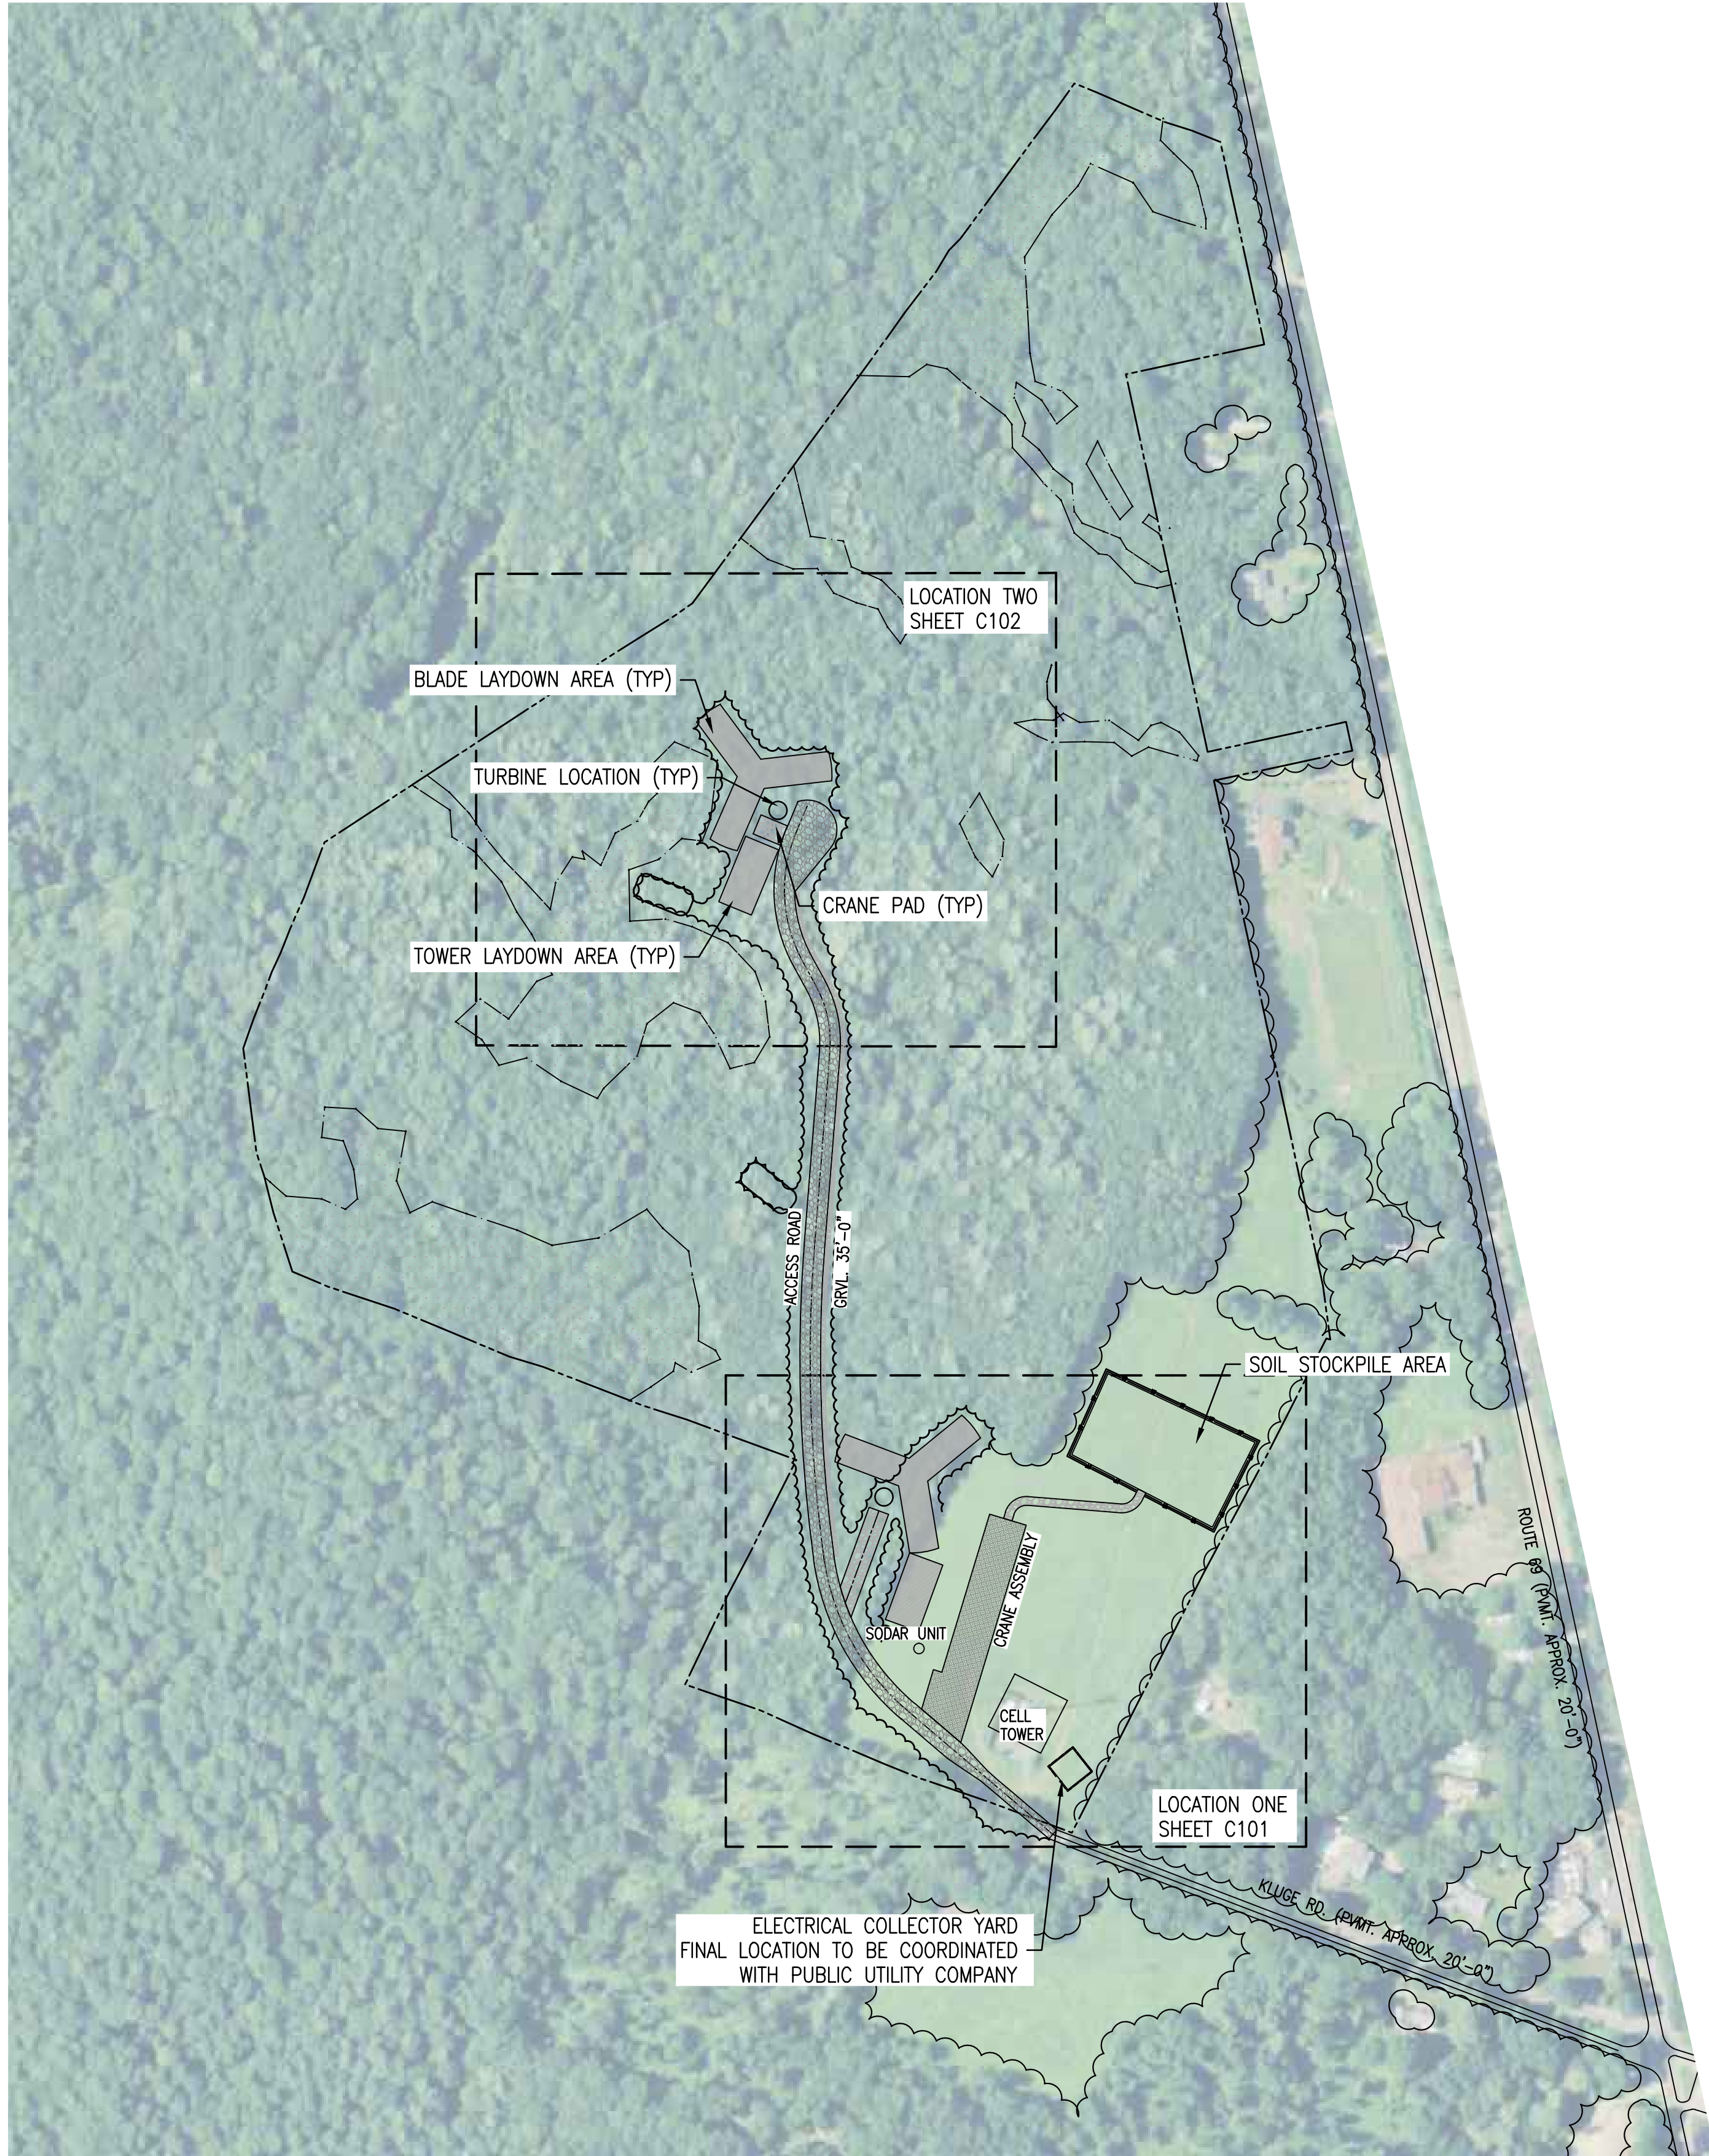 LOCATION TWO
SHEET C102
BLADE LAYDOWN AREA (TYP)
TURBINE LOCATION (TYP)
CRANE PAD (TYP)
TOWER LAYDOWN AREA (TYP)
ACCESS ROAD
GRVL. 35'-0"
SOIL STOCKPILE AREA
CRANE ASSEMBLY
SODAR UNIT
CELL
TOWER
ROUTE 69 (PVMT. APPROX. 20'-0")
LOCATION ONE
SHEET C101
KLUGE RD. (PVMT. APPROX. 20'-0")
ELECTRICAL COLLECTOR YARD
FINAL LOCATION TO BE COORDINATED
WITH PUBLIC UTILITY COMPANY